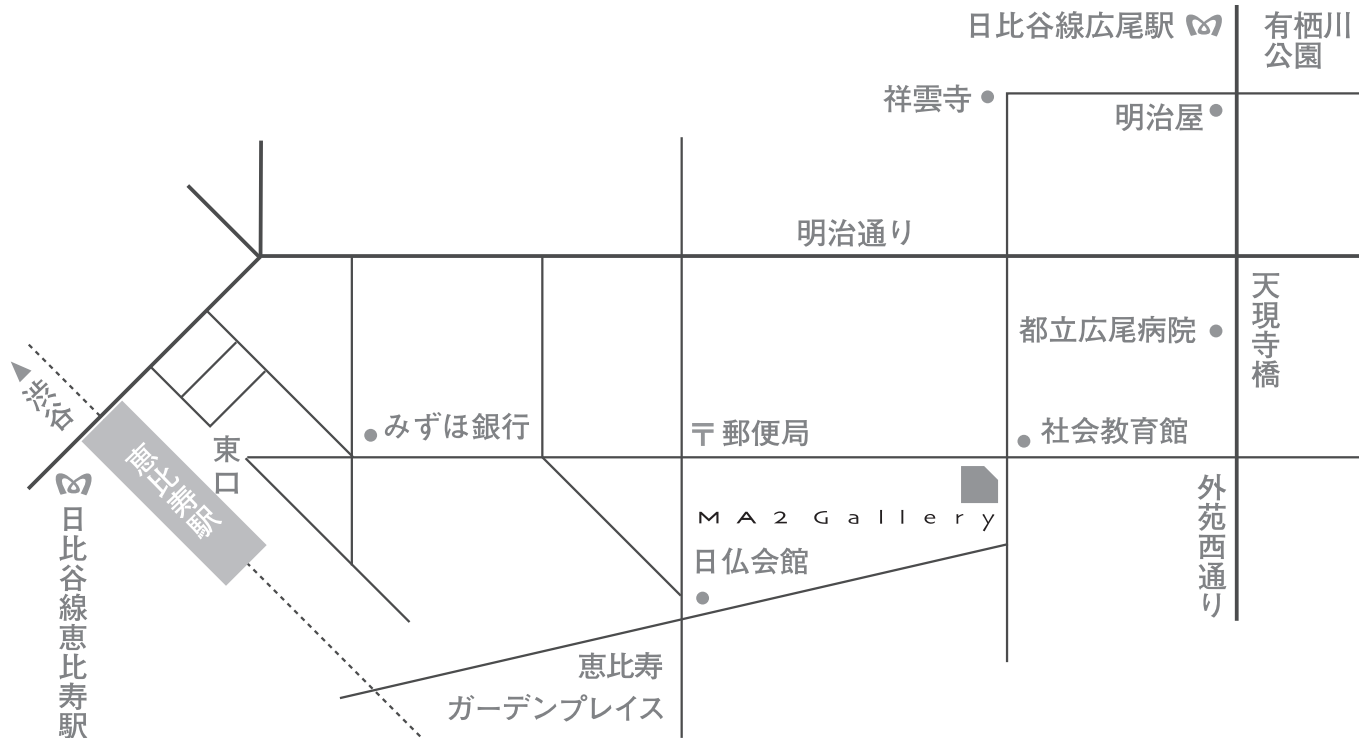 日比谷線広尾駅
有栖川
公園
祥雲寺
明治屋
明治通り
天現寺橋
都立広尾病院
渋谷
みずほ銀行
〒郵便局
社会教育館
東口
恵比寿駅
外苑西通り
MA2 Gallery
日比谷線恵比寿駅
日仏会館
恵比寿
ガーデンプレイス